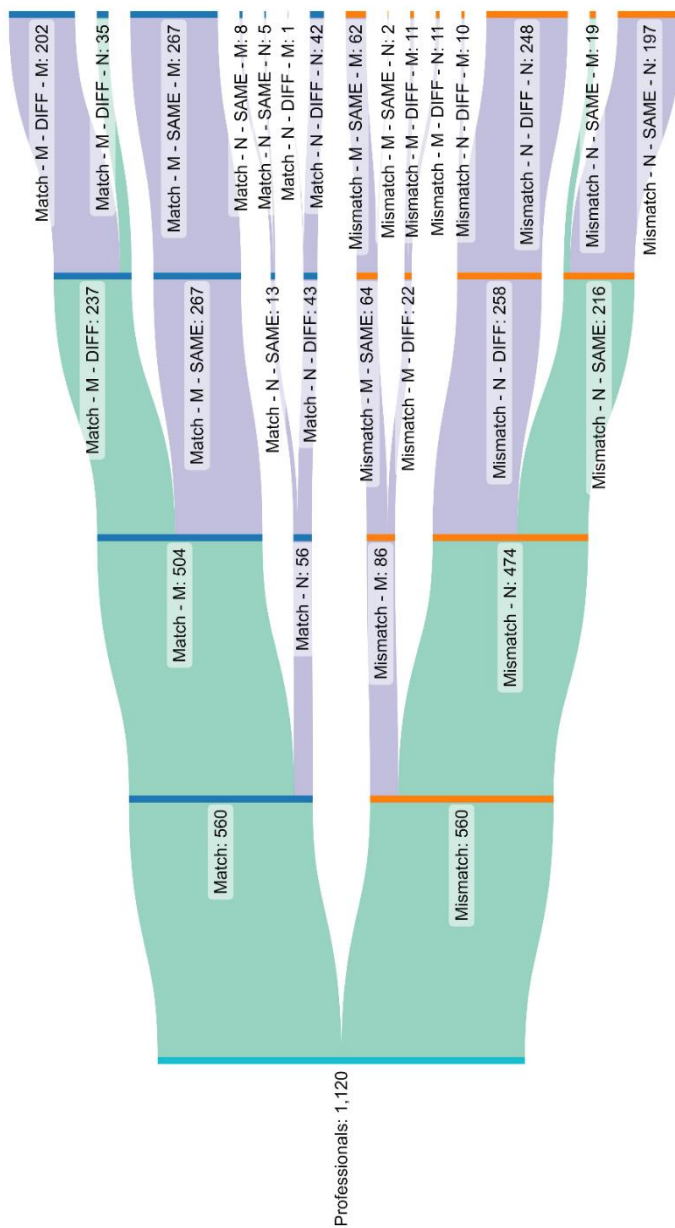 Match - M - DIFF - M: 202
Match - M - DIFF - N: 35
Match - M - SAME - M: 267
Match - N - SAME - M: 8
Match - N - SAME - N: 5
Match - N - DIFF - M: 1
Match - N - DIFF - N: 42
Mismatch - M - SAME - M: 62
Mismatch - M - SAME - N: 2
Mismatch - M - DIFF - M: 11
Mismatch - M - DIFF - N: 11
Mismatch - N - DIFF - M: 10
Mismatch - N - DIFF - N: 248
Mismatch - N - SAME - M: 19
Mismatch - N - SAME - N: 197
Match - M - DIFF: 237
Match - M - SAME: 267
Match - N - SAME: 13
Match - N - DIFF: 43
Mismatch - M - SAME: 64
Mismatch - M - DIFF: 22
Mismatch - N - DIFF: 258
Mismatch - N - SAME: 216
Match - M: 504
Match - N: 56
Mismatch - M: 86
Mismatch - N: 474
Match: 560
Mismatch: 560
Professionals: 1,120